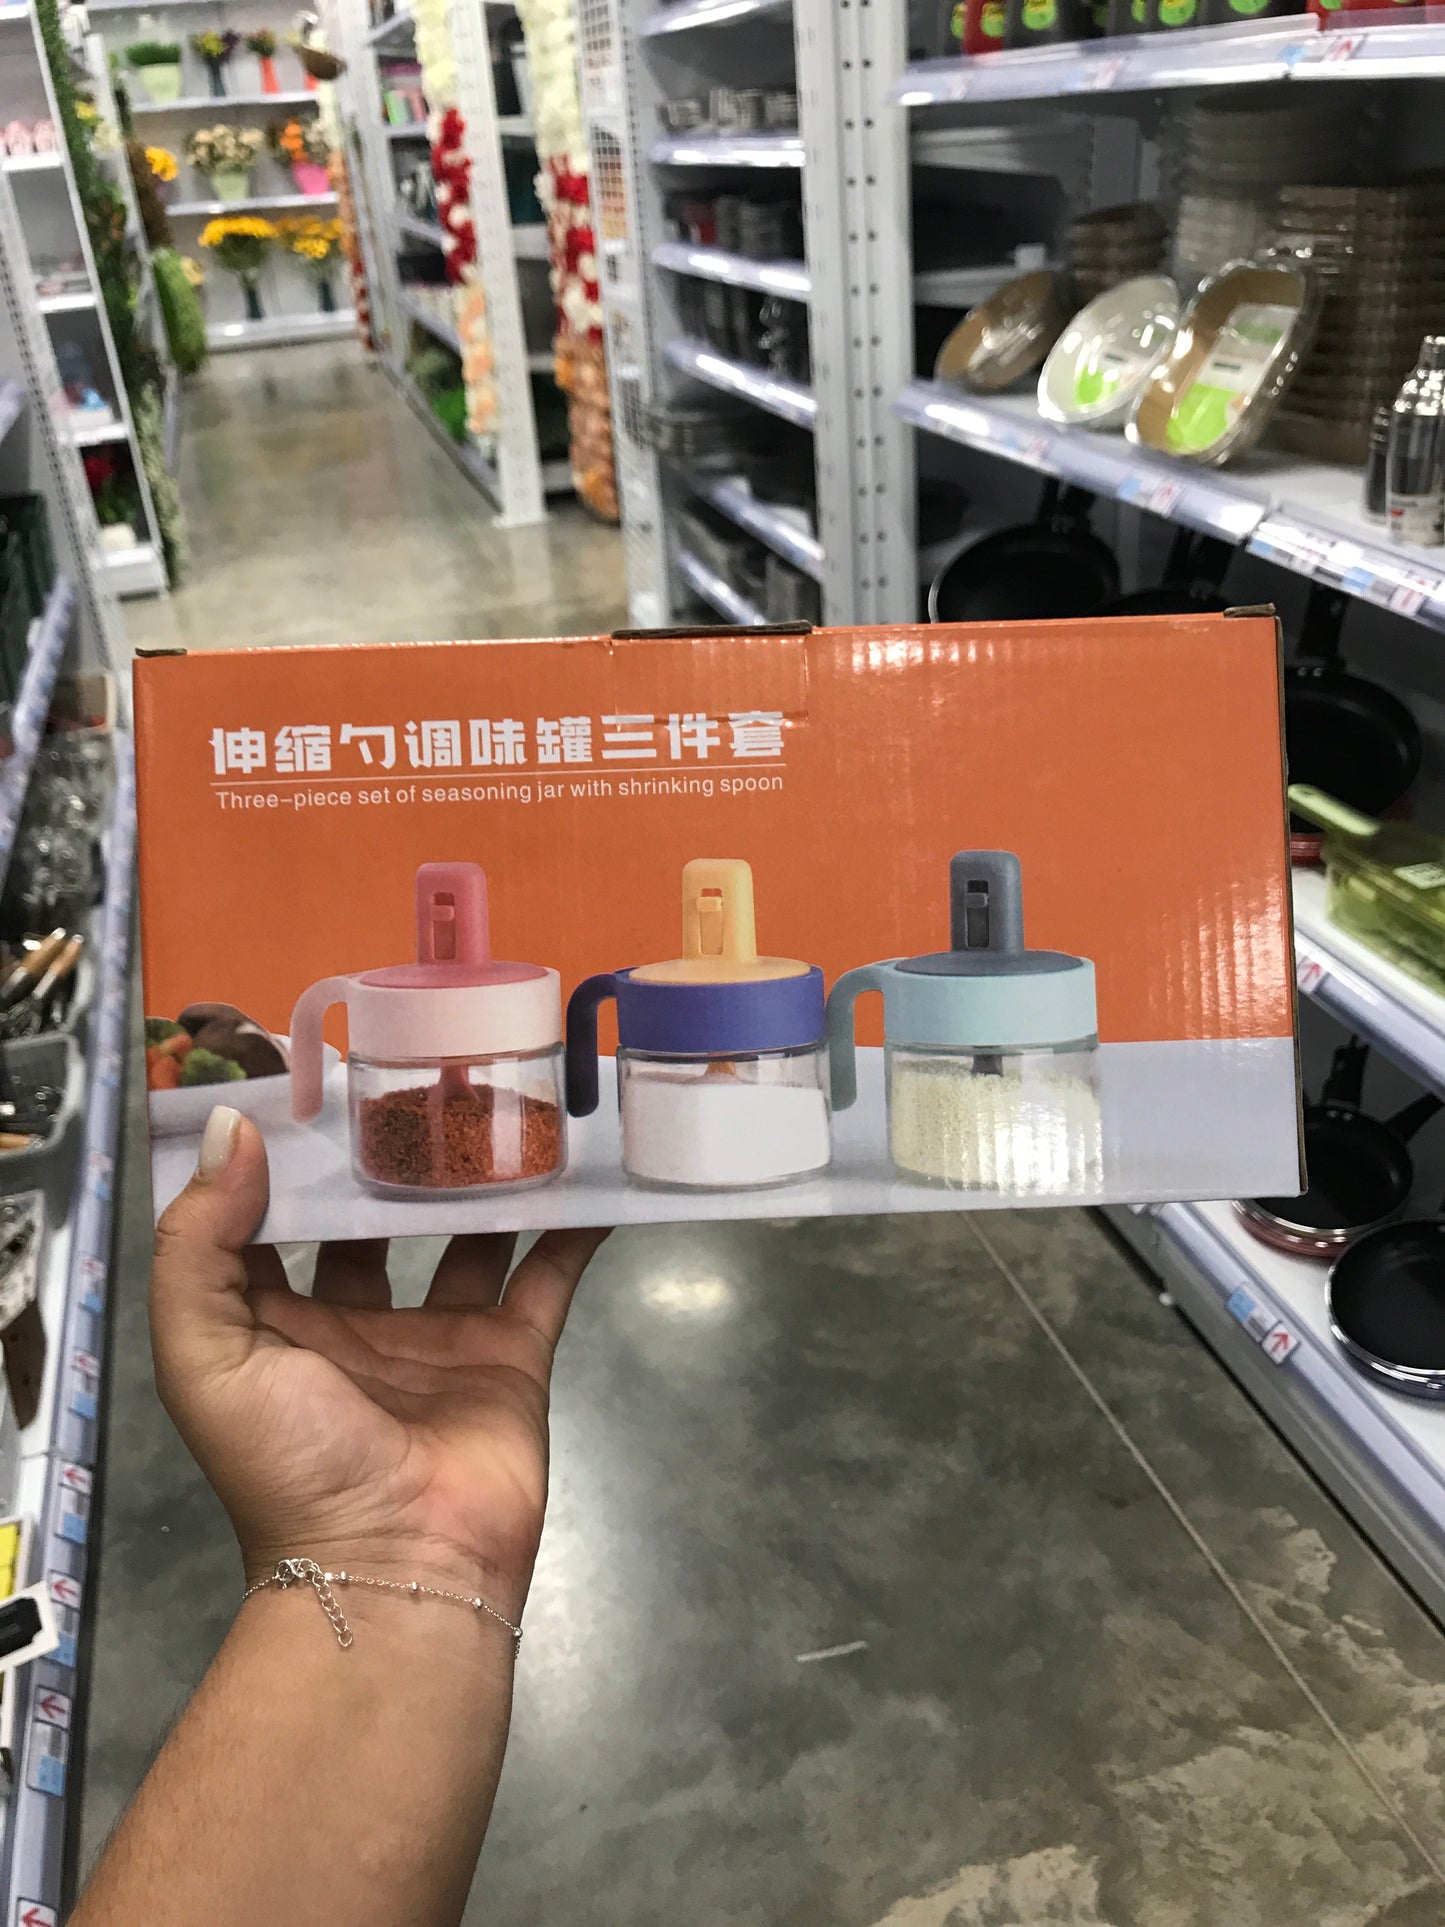 伸缩勺调味罐三件套
Three-piece set of seasoning jar with shrinking spoon